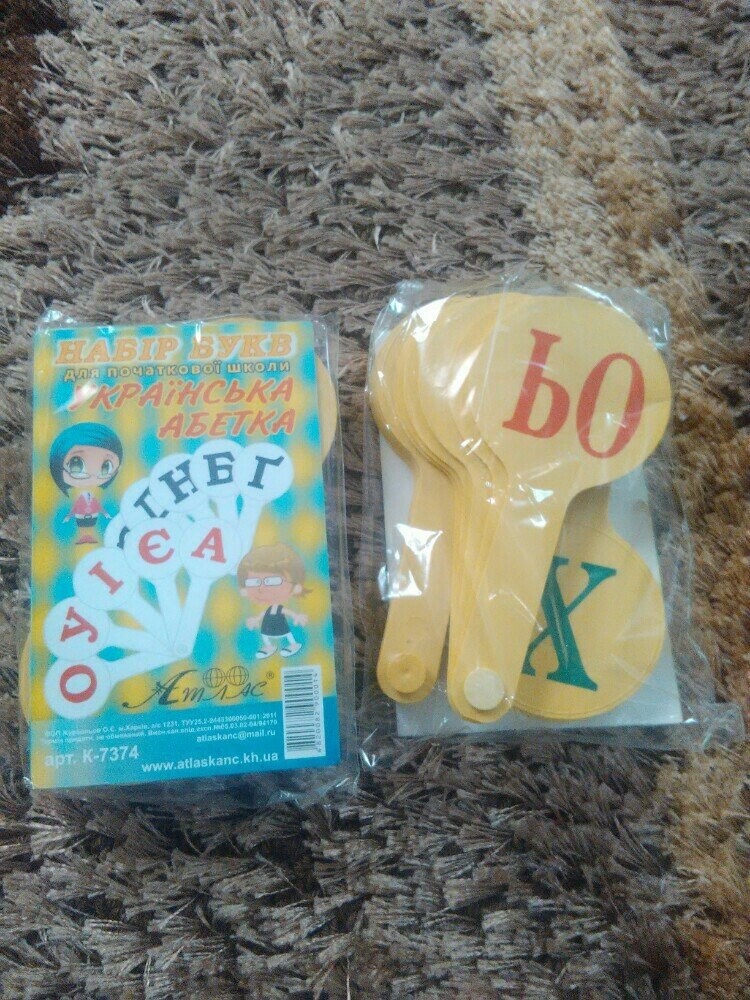 НАБІР БУКВ
ДЛЯ ПОЧАТКОВОЇ ШКОЛИ
УКРАЇНСЬКА
АБЕТКА
І Н Б Ґ
О У І Є А
Атлас®
atlaskanc@mail.ru
арт. К-7374
www.atlaskanc.kh.ua
ЬО
Х